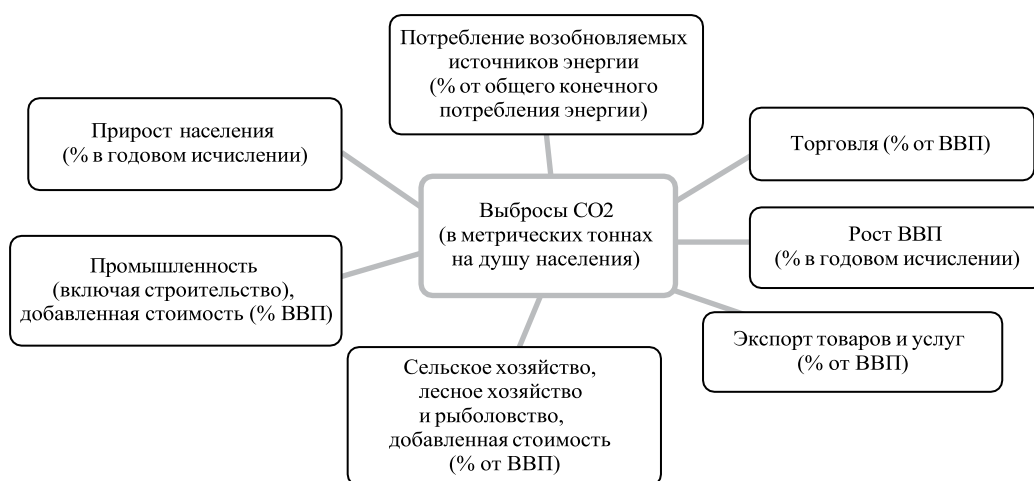 Потребление возобновляемых
источников энергии
(% от общего конечного
потребления энергии)
Прирост населения
(% в годовом исчислении)
Торговля (% от ВВП)
Выбросы СО2
(в метрических тоннах
на душу населения)
Рост ВВП
(% в годовом исчислении)
Промышленность
(включая строительство),
добавленная стоимость (% ВВП)
Экспорт товаров и услуг
(% от ВВП)
Сельское хозяйство,
лесное хозяйство
и рыболовство,
добавленная стоимость
(% от ВВП)